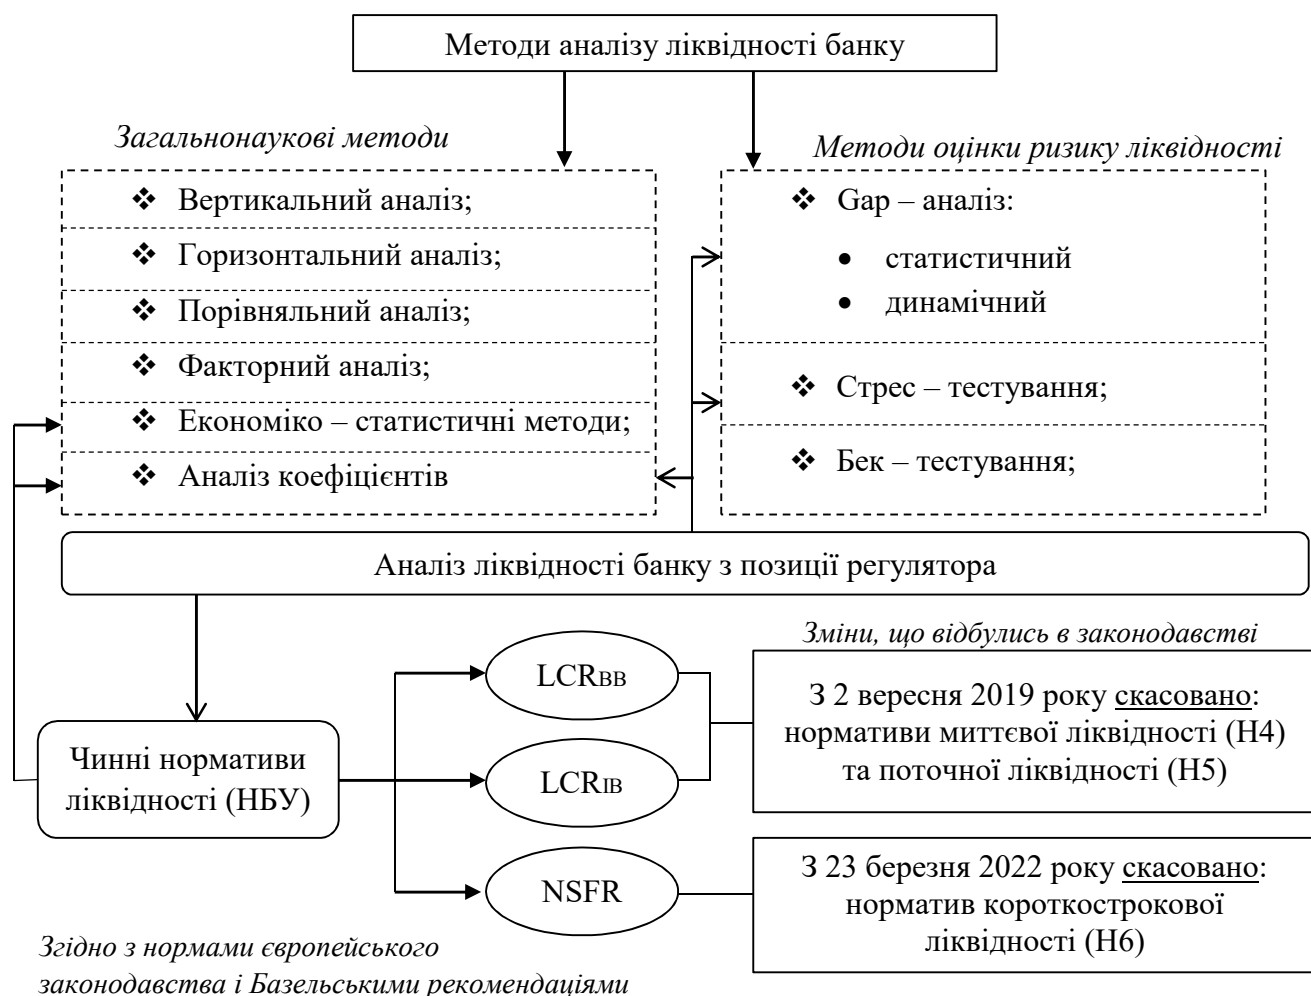 Методи аналізу ліквідності банку
Загальнонаукові методи
❖ Вертикальний аналіз;
❖ Горизонтальний аналіз;
❖ Порівняльний аналіз;
❖ Факторний аналіз;
❖ Економіко – статистичні методи;
❖ Аналіз коефіцієнтів
Методи оцінки ризику ліквідності
❖ Gap – аналіз:
• статистичний
• динамічний
❖ Стрес – тестування;
❖ Бек – тестування;
Аналіз ліквідності банку з позиції регулятора
Чинні нормативи
ліквідності (НБУ)
LCRВВ
LCRІВ
NSFR
Зміни, що відбулись в законодавстві
З 2 вересня 2019 року скасовано:
нормативи миттєвої ліквідності (Н4)
та поточної ліквідності (Н5)
З 23 березня 2022 року скасовано:
норматив короткострокової
ліквідності (Н6)
Згідно з нормами європейського
законодавства і Базельськими рекомендаціями